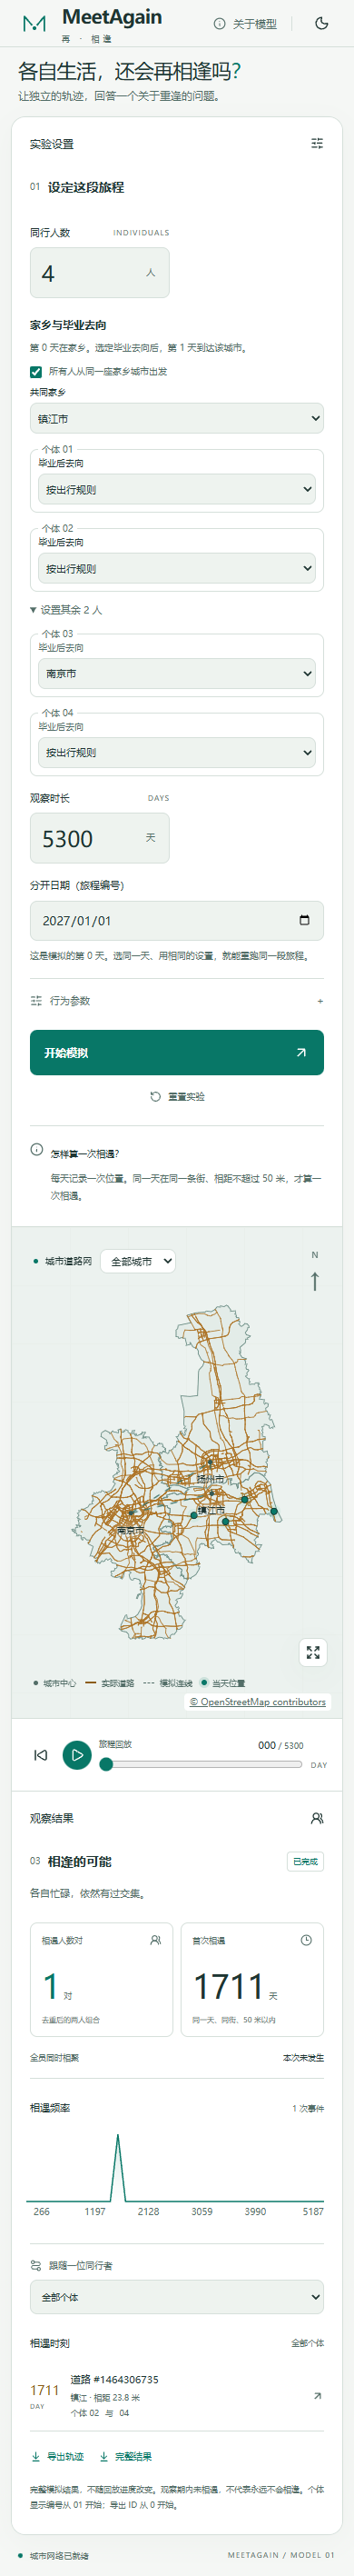 MeetAgain
再 · 相逢
关于模型
各自生活，还会再相逢吗？
让独立的轨迹，回答一个关于重逢的问题。
实验设置
01 设定这段旅程
同行人数 INDIVIDUALS
4 人
家乡与毕业去向
第 0 天在家乡。选定毕业去向后，第 1 天到达该城市。
所有人从同一座家乡城市出发
共同家乡
镇江市
个体 01
毕业后去向
按出行规则
个体 02
毕业后去向
按出行规则
▼ 设置其余 2 人
个体 03
毕业后去向
南京市
个体 04
毕业后去向
按出行规则
观察时长 DAYS
5300 天
分开日期（旅程编号）
2027/01/01
这是模拟的第 0 天。选同一天、用相同的设置，就能重跑同一段旅程。
行为参数 +
开始模拟
重置实验
怎样算一次相遇？
每天记录一次位置。同一天在同一条街、相距不超过 50 米，才算一
次相遇。
城市道路网 全部城市 N
扬州市
镇江市
南京市
城市中心 实际道路 模拟连线 当天位置
© OpenStreetMap contributors
旅程回放 000 / 5300
DAY
观察结果
03 相逢的可能 已完成
各自忙碌，依然有过交集。
相遇人数对
1 对
去重后的两人组合
首次相遇
1711 天
同一天、同街、50 米以内
全员同时相聚 本次未发生
相遇频率 1 次事件
266 1197 2128 3059 3990 5187
跟随一位同行者
全部个体
相遇时刻 全部个体
1711 DAY
道路 #1464306735
镇江 · 相距 23.8 米
个体 02 与 04
导出轨迹 完整结果
完整模拟结果，不随回放进度改变。观察期内未相遇，不代表永远不会相遇。个体
显示编号从 01 开始；导出 ID 从 0 开始。
城市网络已就绪 MEETAGAIN / MODEL 01